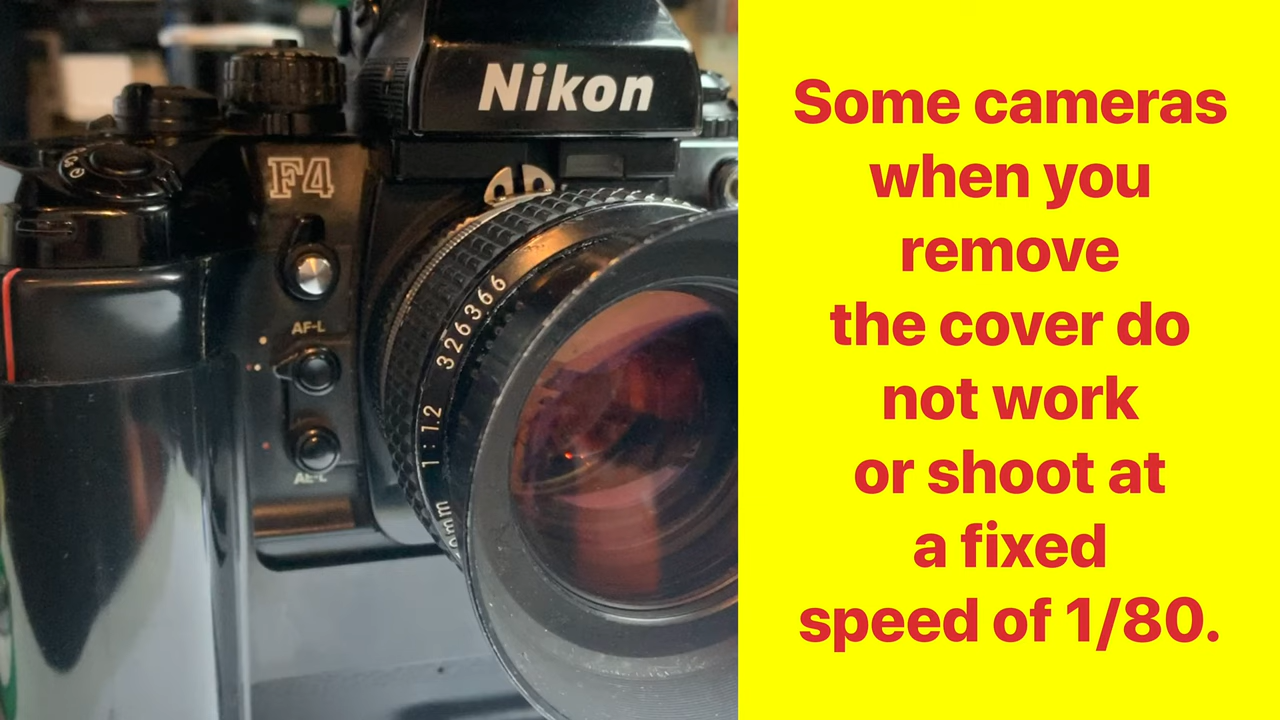 Nikon
F4
AF-L
326366
1:1.2
AE-L
Some cameras
when you
remove
the cover do
not work
or shoot at
a fixed
speed of 1/80.